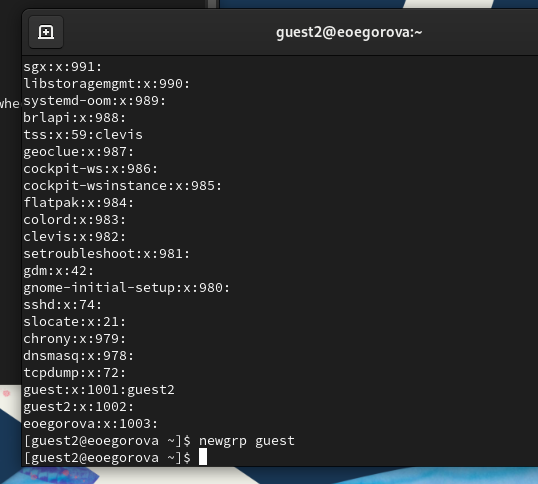 guest2@eoegorova:~
whe
sgx:x:991:
libstoragemgmt:x:990:
systemd-oom:x:989:
brlapi:x:988:
tss:x:59:clevis
geoclue:x:987:
cockpit-ws:x:986:
cockpit-wsinstance:x:985:
flatpak:x:984:
colord:x:983:
clevis:x:982:
setroubleshoot:x:981:
gdm:x:42:
gnome-initial-setup:x:980:
sshd:x:74:
slocate:x:21:
chrony:x:979:
dnsmasq:x:978:
tcpdump:x:72:
guest:x:1001:guest2
guest2:x:1002:
eoegorova:x:1003:
[guest2@eoegorova ~]$ newgrp guest
[guest2@eoegorova ~]$